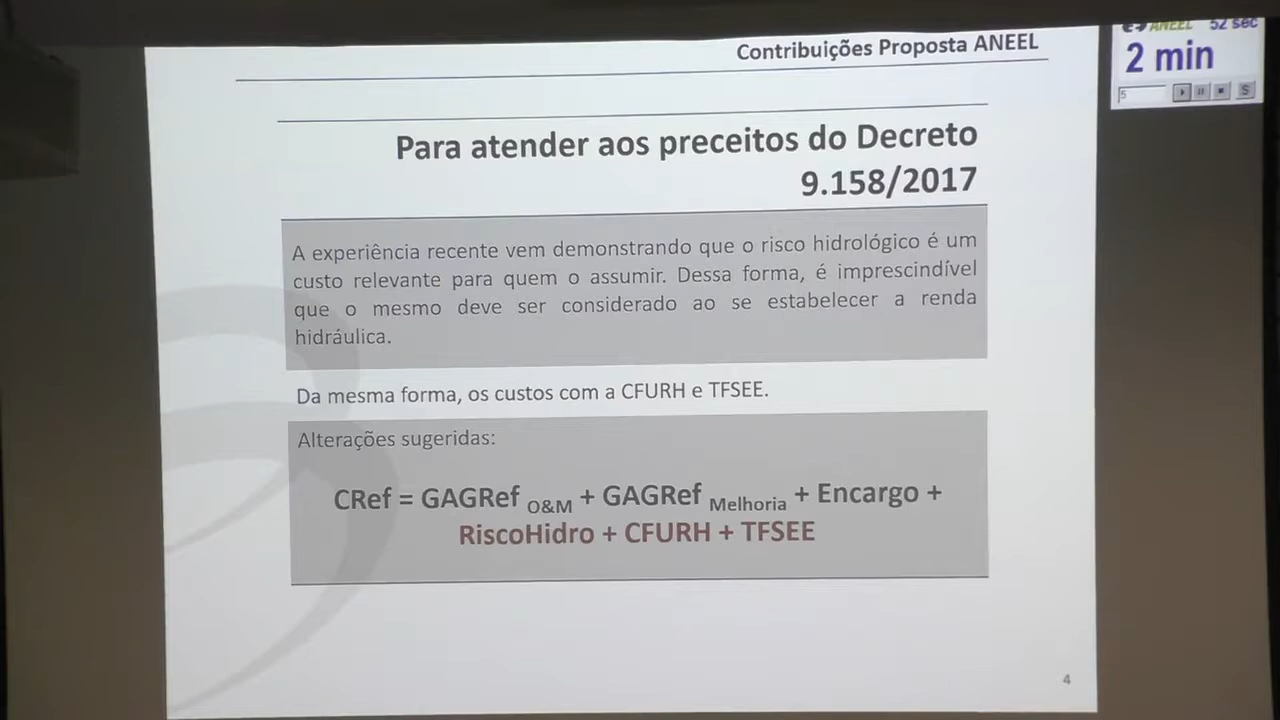 Contribuições Proposta ANEEL
ANEEL 52 sec
2 min
5
S
Para atender aos preceitos do Decreto
9.158/2017
A experiência recente vem demonstrando que o risco hidrológico é um
custo relevante para quem o assumir. Dessa forma, é imprescindível
que o mesmo deve ser considerado ao se estabelecer a renda
hidráulica.
Da mesma forma, os custos com a CFURH e TFSEE.
Alterações sugeridas:
CRef = GAGRef O&M + GAGRef Melhoria + Encargo +
RiscoHidro + CFURH + TFSEE
4